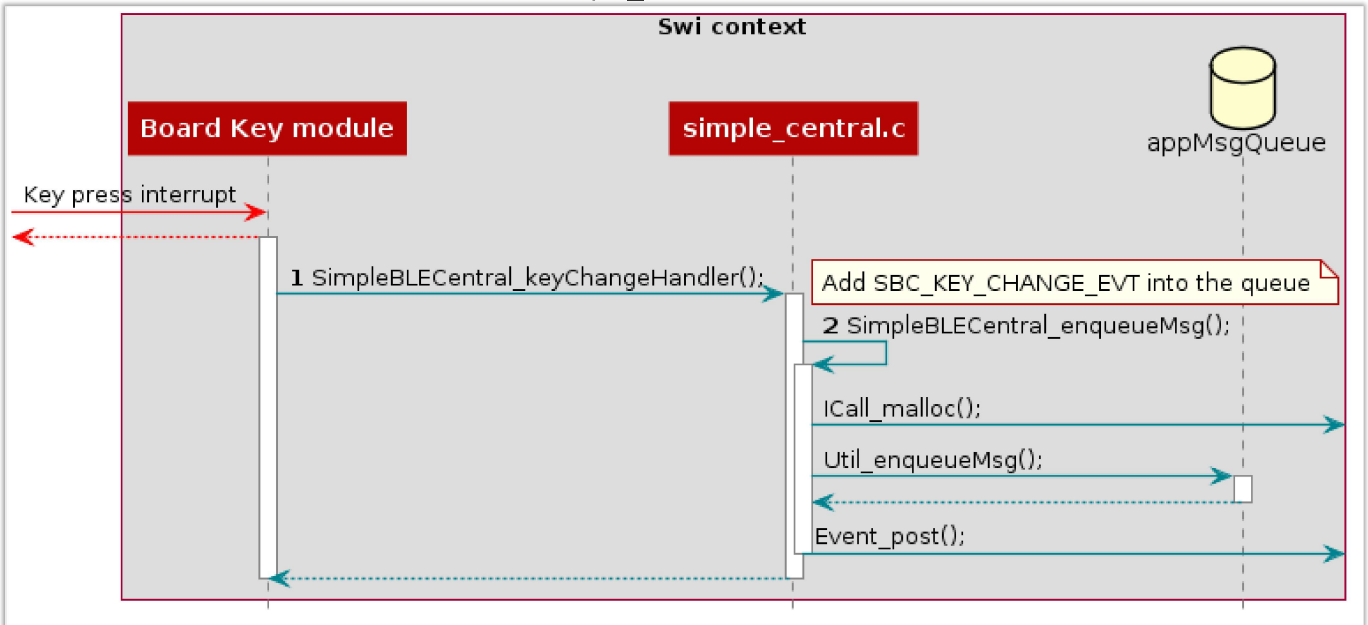 Swi context
Board Key module
simple_central.c
appMsgQueue
Key press interrupt
1 SimpleBLECentral_keyChangeHandler();
Add SBC_KEY_CHANGE_EVT into the queue
2 SimpleBLECentral_enqueueMsg();
ICall_malloc();
Util_enqueueMsg();
Event_post();